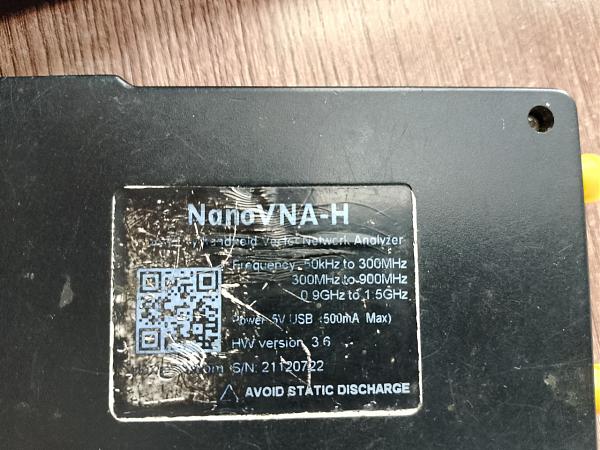 NanoVNA-H
Handheld Vector Network Analyzer
Frequency 50kHz to 300MHz
300MHz to 900MHz
0.9GHz to 1.5GHz
Power 5V USB (500mA Max)
HW version 3.6
S/N: 21120722
AVOID STATIC DISCHARGE